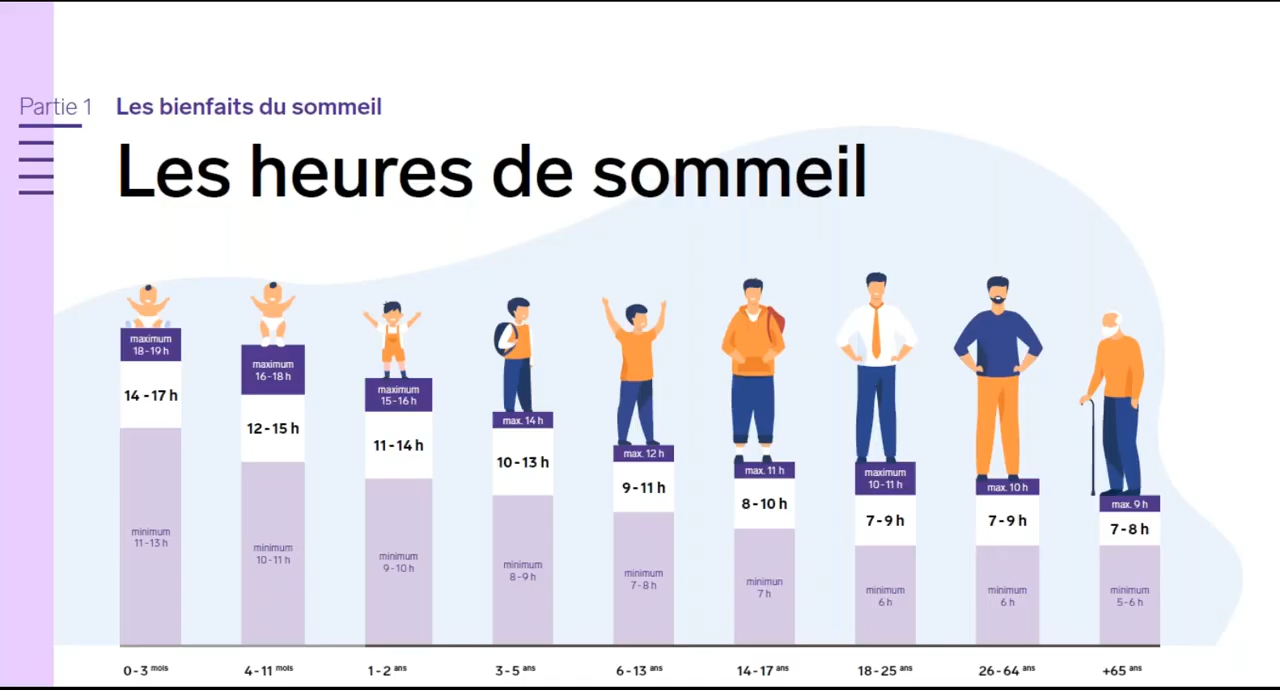 Partie 1 Les bienfaits du sommeil
Les heures de sommeil
maximum
18-19 h
14 -17 h
minimum
11-13 h
0-3 mois
maximum
16-18 h
12-15 h
minimum
10-11 h
4-11 mois
maximum
15-16 h
11-14 h
minimum
9-10 h
1-2 ans
max. 14 h
10-13 h
minimum
8-9 h
3-5 ans
max. 12 h
9-11 h
minimum
7-8 h
6-13 ans
max. 11 h
8-10 h
minimun
7 h
14-17 ans
maximum
10-11 h
7-9 h
minimum
6 h
18-25 ans
max. 10 h
7-9 h
minimum
6 h
26-64 ans
max. 9 h
7-8 h
minimum
5-6 h
+65 ans